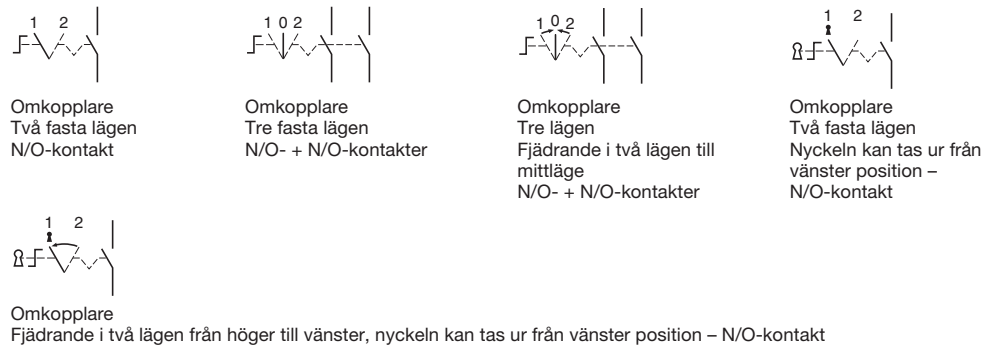 1 2
Omkopplare
Två fasta lägen
N/O-kontakt
1 0 2
Omkopplare
Tre fasta lägen
N/O- + N/O-kontakter
1 0 2
Omkopplare
Tre lägen
Fjädrande i två lägen till
mittläge
N/O- + N/O-kontakter
1 2
Omkopplare
Två fasta lägen
Nyckeln kan tas ur från
vänster position –
N/O-kontakt
1 2
Omkopplare
Fjädrande i två lägen från höger till vänster, nyckeln kan tas ur från vänster position – N/O-kontakt